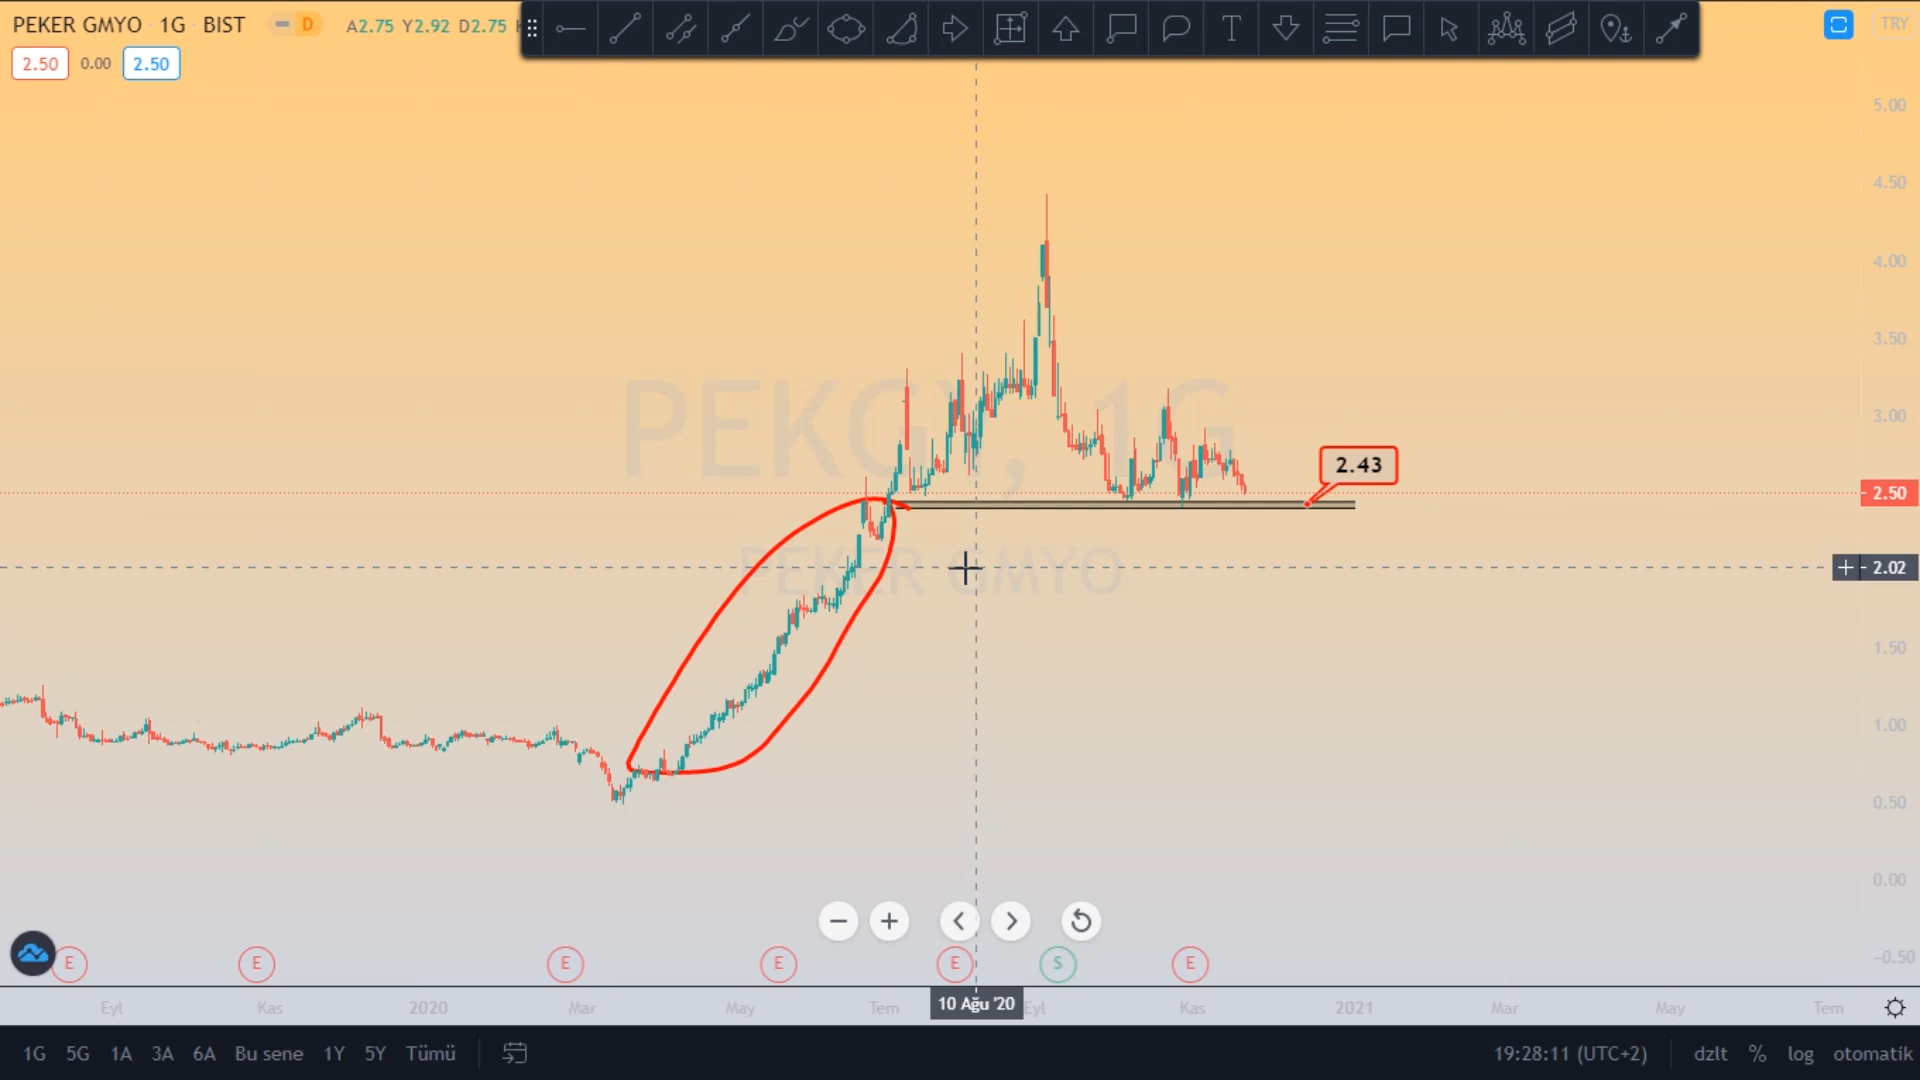 PEKER GMYO 1G BIST D A2.75 Y2.92 D2.75
TRY
2.50 0.00 2.50
5.00
4.50
4.00
3.50
3.00
PEKGY, 1G
PEKER GMYO
2.43
2.50
2.02
1.50
1.00
0.50
0.00
−0.50
E E E E E S E
Eyl Kas 2020 Mar May Tem 10 Ağu '20 Eyl Kas 2021 Mar May Tem
1G 5G 1A 3A 6A Bu sene 1Y 5Y Tümü 19:28:11 (UTC+2) dzlt % log otomatik